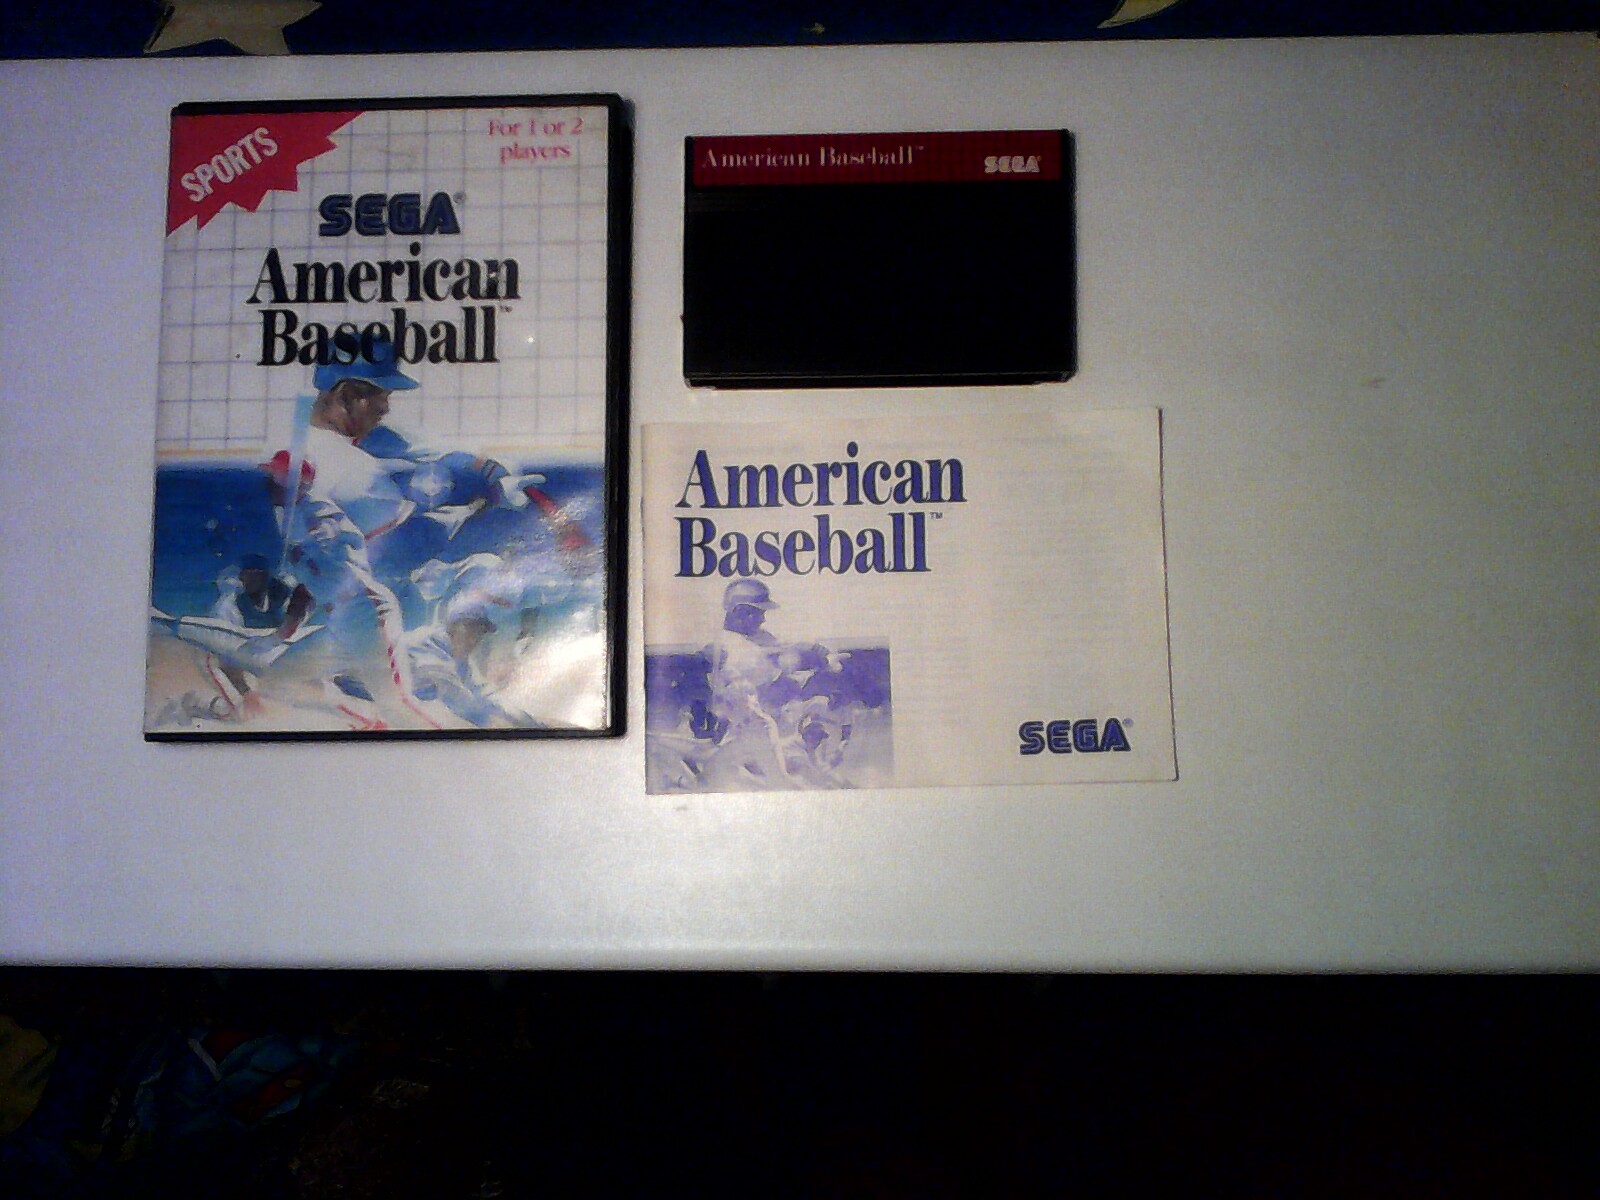 SPORTS
For 1 or 2
players
SEGA®
American
Baseball™
American Baseball™ SEGA
American
Baseball™
SEGA®